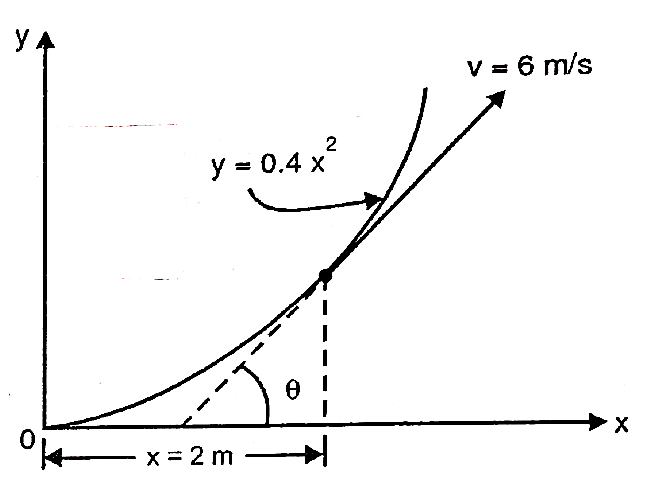 y
v = 6 m/s
y = 0.4 x²
θ
x
0
x = 2 m